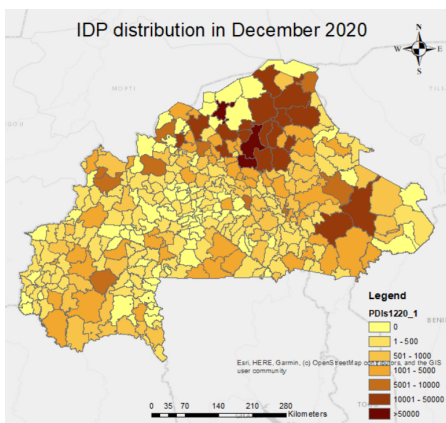 IDP distribution in December 2020
N
W E
S
MOPTI
Legend
PDIs1220_1
0
1 - 500
501 - 1000
1001 - 5000
5001 - 10000
10001 - 50000
>50000
Esri, HERE, Garmin, (c) OpenStreetMap contributors, and the GIS
user community
0 35 70 140 210 280
Kilometers